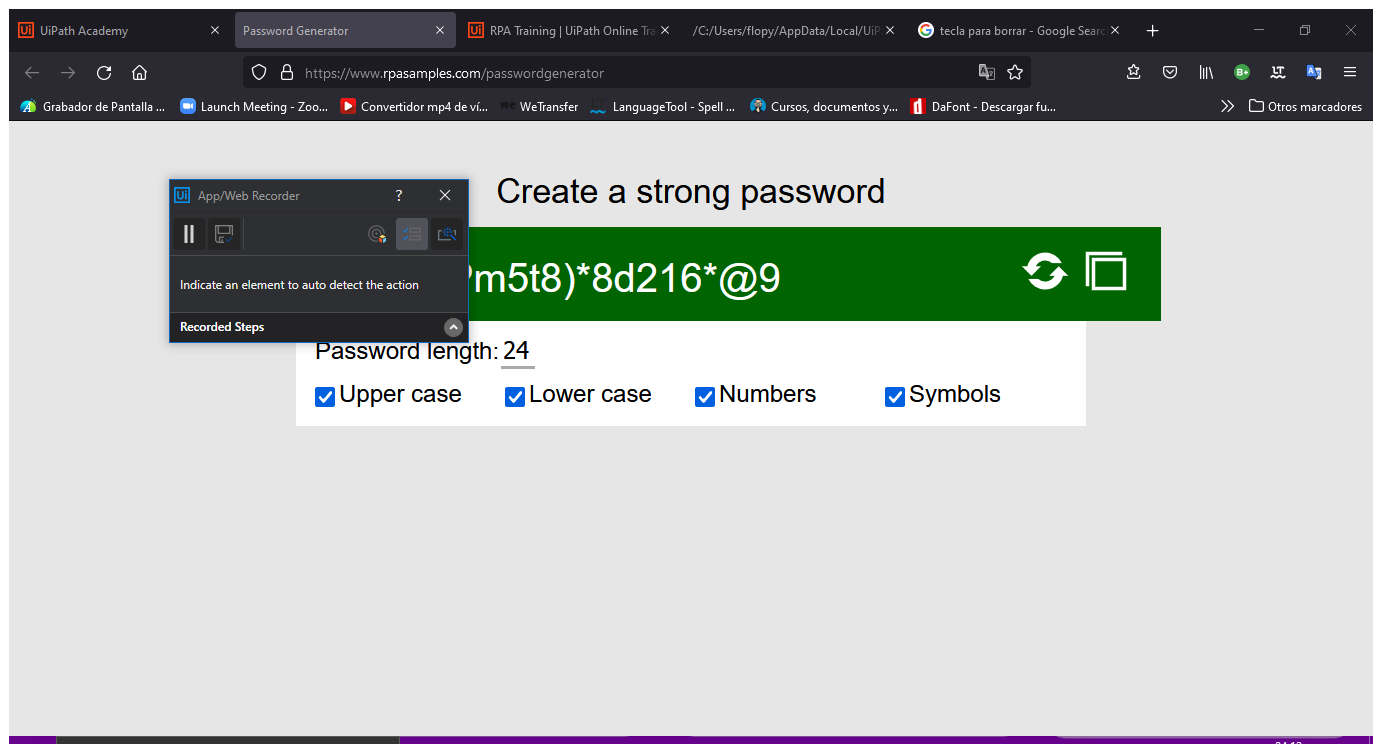 UiPath Academy
Password Generator
RPA Training | UiPath Online Tra
/C:/Users/flopy/AppData/Local/UiP
tecla para borrar - Google Searc
https://www.rpasamples.com/passwordgenerator
Grabador de Pantalla ...
Launch Meeting - Zoo...
Convertidor mp4 de ví...
WeTransfer
LanguageTool - Spell ...
Cursos, documentos y...
DaFont - Descargar fu...
Otros marcadores
Ui App/Web Recorder ?
Indicate an element to auto detect the action
Recorded Steps
Create a strong password
m5t8)*8d216*@9
Password length: 24
Upper case
Lower case
Numbers
Symbols